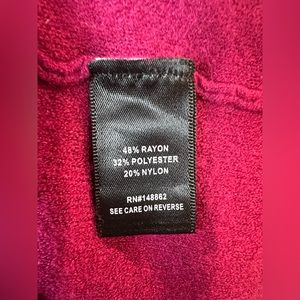 48% RAYON
32% POLYESTER
20% NYLON
RN#148862
SEE CARE ON REVERSE